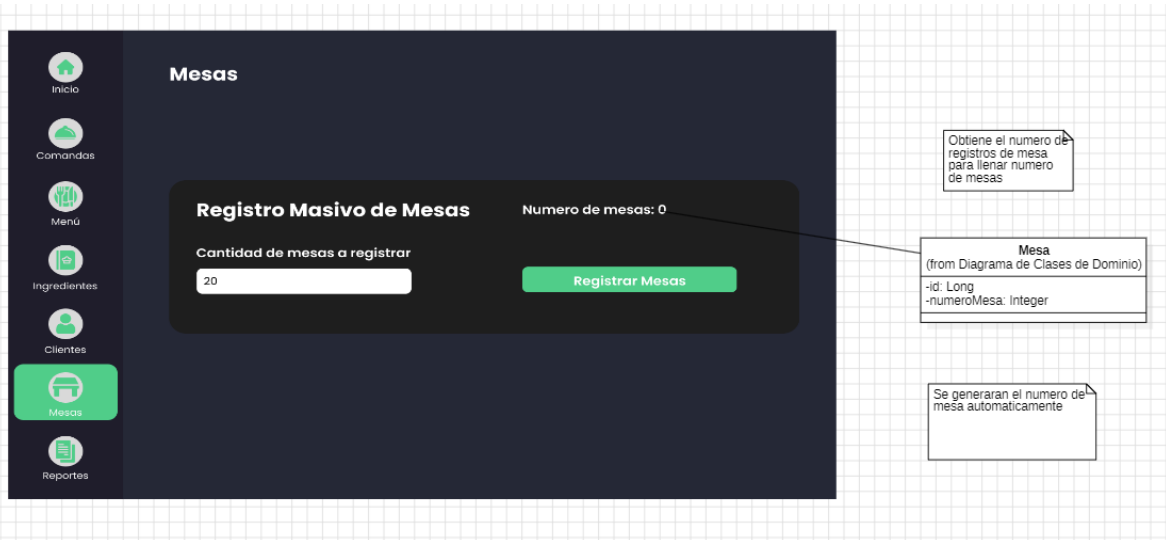 Inicio
Comandas
Menú
Ingredientes
Clientes
Mesas
Reportes
Mesas
Registro Masivo de Mesas
Numero de mesas: 0
Cantidad de mesas a registrar
20
Registrar Mesas
Obtiene el numero de
registros de mesa
para llenar numero
de mesas
Mesa
(from Diagrama de Clases de Dominio)
-id: Long
-numeroMesa: Integer
Se generaran el numero de
mesa automaticamente